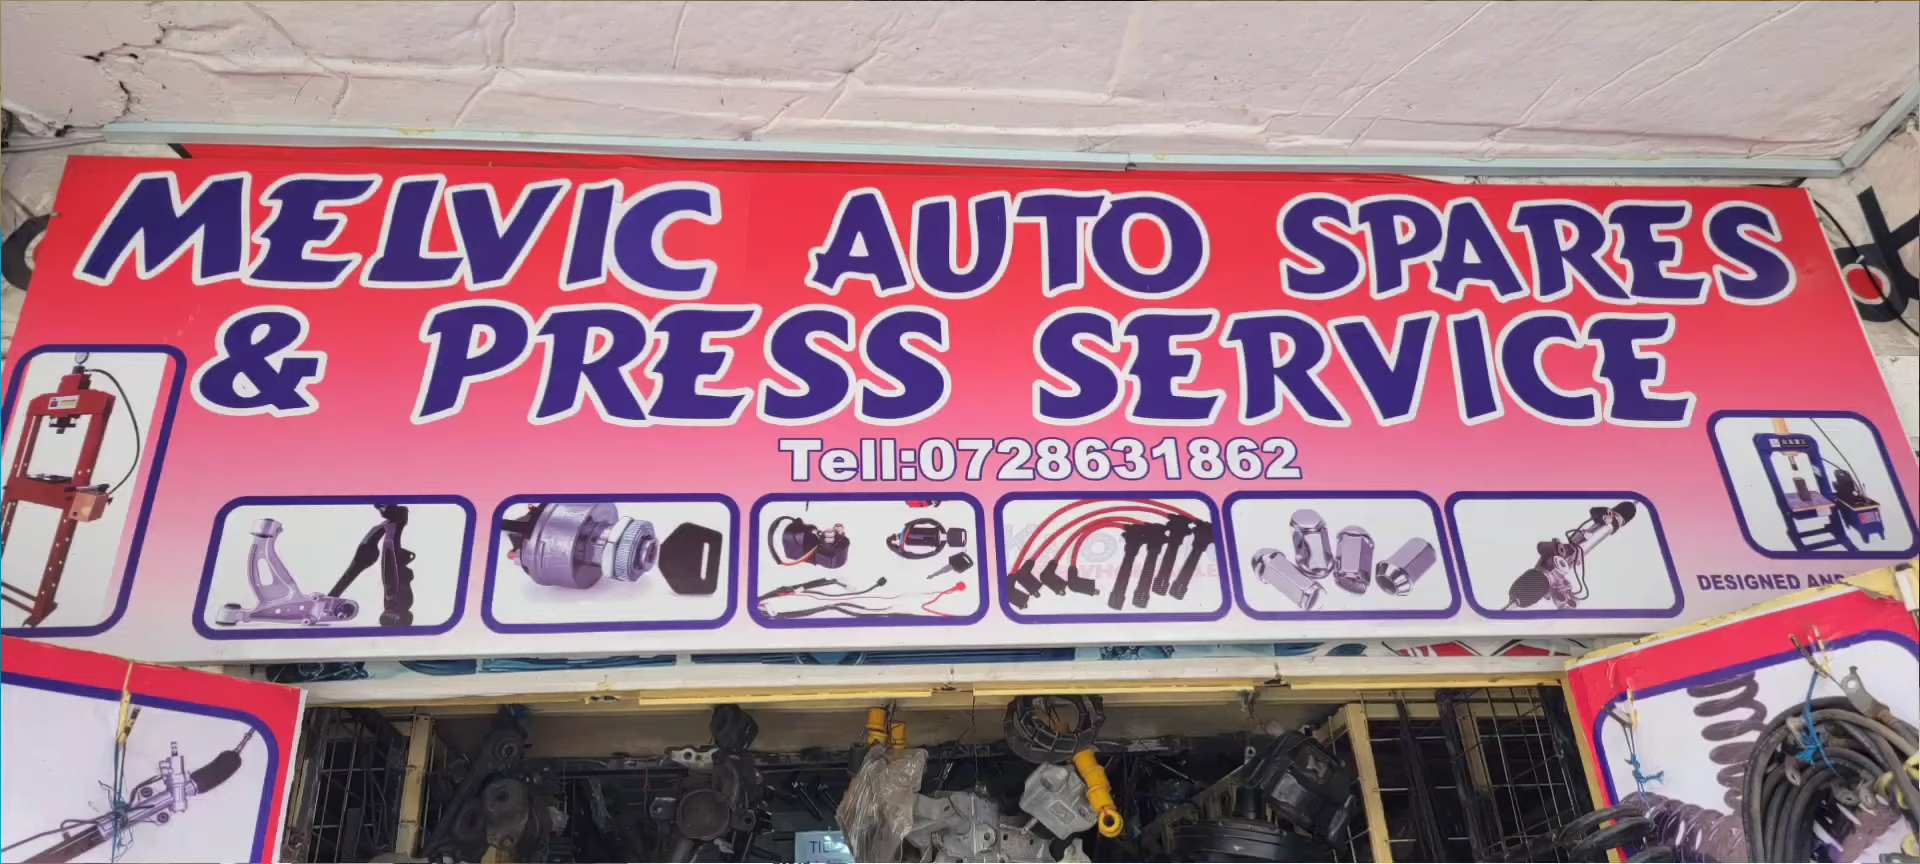 MELVIC AUTO SPARES
& PRESS SERVICE
Tell:0728631862
DESIGNED AND